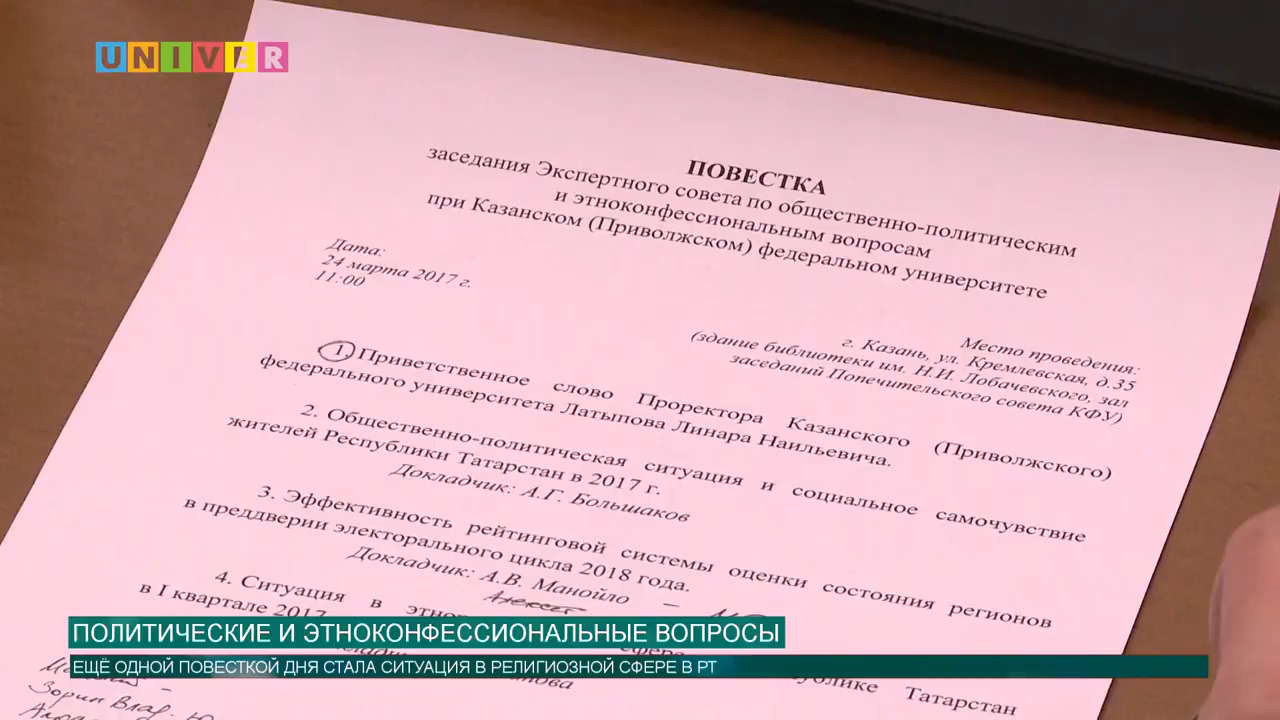 UNIVER
ПОВЕСТКА
заседания Экспертного совета по общественно-политическим
и этноконфессиональным вопросам
при Казанском (Приволжском) федеральном университете
Дата:
24 марта 2017 г.
11:00
Место проведения:
г. Казань, ул. Кремлевская, д.35
(здание библиотеки им. Н.И. Лобачевского, зал
заседаний Попечительского совета КФУ)
1. Приветственное слово Проректора Казанского (Приволжского)
федерального университета Латыпова Линара Наильевича.
2. Общественно-политическая ситуация и социальное самочувствие
жителей Республики Татарстан в 2017 г.
Докладчик: А.Г. Большаков
3. Эффективность рейтинговой системы оценки состояния регионов
в преддверии электорального цикла 2018 года.
Докладчик: А.В. Манойло –
Алексей
4. Ситуация в
Татарстан
в I квартале 2017
ПОЛИТИЧЕСКИЕ И ЭТНОКОНФЕССИОНАЛЬНЫЕ ВОПРОСЫ
ЕЩЁ ОДНОЙ ПОВЕСТКОЙ ДНЯ СТАЛА СИТУАЦИЯ В РЕЛИГИОЗНОЙ СФЕРЕ В РТ
Зорин Влад. Ю